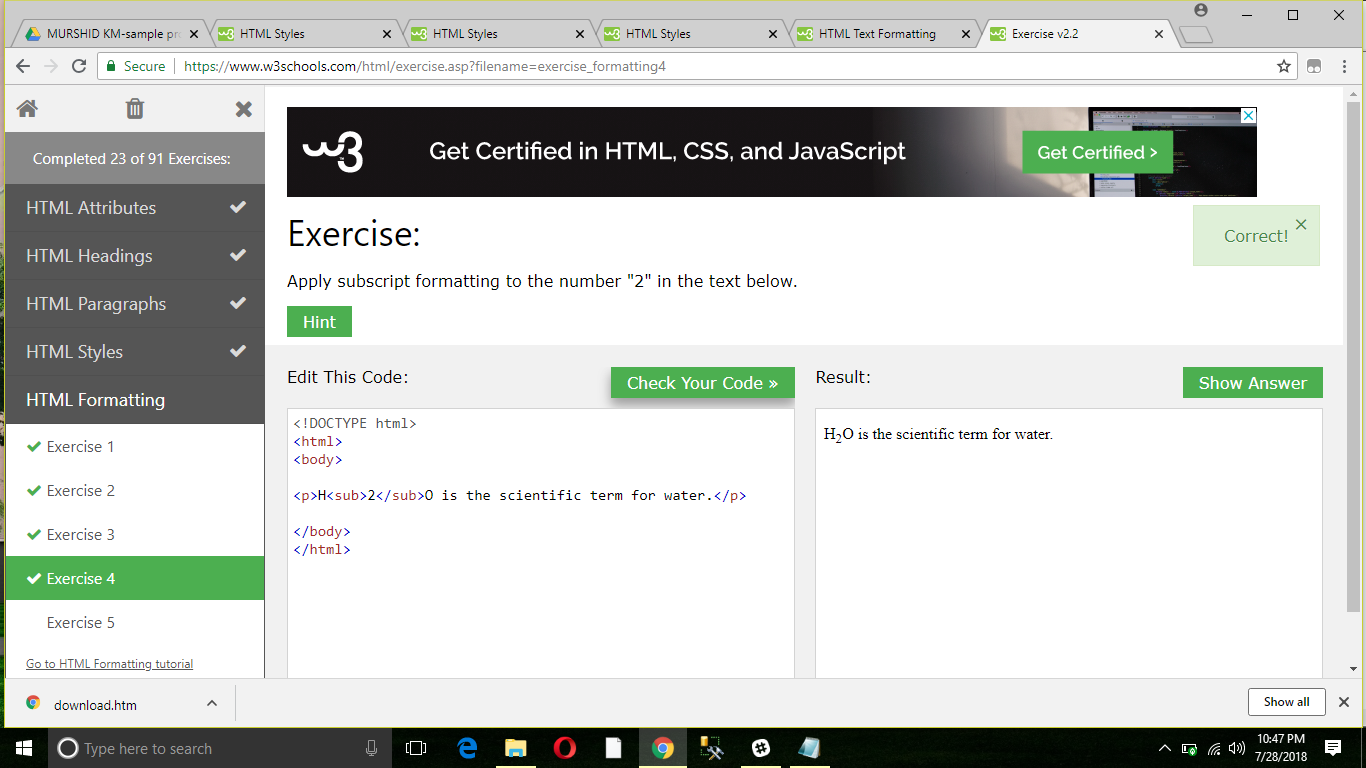 MURSHID KM-sample pr
HTML Styles
HTML Styles
HTML Styles
HTML Text Formatting
Exercise v2.2
Secure
https://www.w3schools.com/html/exercise.asp?filename=exercise_formatting4
Completed 23 of 91 Exercises:
HTML Attributes
HTML Headings
HTML Paragraphs
HTML Styles
HTML Formatting
Exercise 1
Exercise 2
Exercise 3
Exercise 4
Exercise 5
Go to HTML Formatting tutorial
w3
Get Certified in HTML, CSS, and JavaScript
Get Certified >
Exercise:
Correct!
Apply subscript formatting to the number "2" in the text below.
Hint
Edit This Code:
Check Your Code »
<!DOCTYPE html>
<html>
<body>
<p>H<sub>2</sub>O is the scientific term for water.</p>
</body>
</html>
Result:
Show Answer
H₂O is the scientific term for water.
download.htm
Show all
Type here to search
10:47 PM
7/28/2018